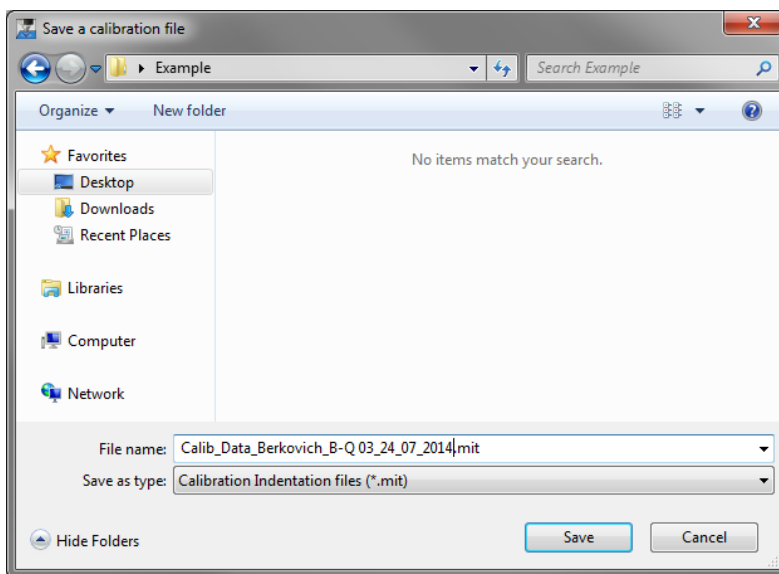 Save a calibration file
Example
Search Example
Organize
New folder
Favorites
Desktop
Downloads
Recent Places
Libraries
Computer
Network
No items match your search.
File name: Calib_Data_Berkovich_B-Q 03_24_07_2014.mit
Save as type: Calibration Indentation files (*.mit)
Hide Folders
Save
Cancel